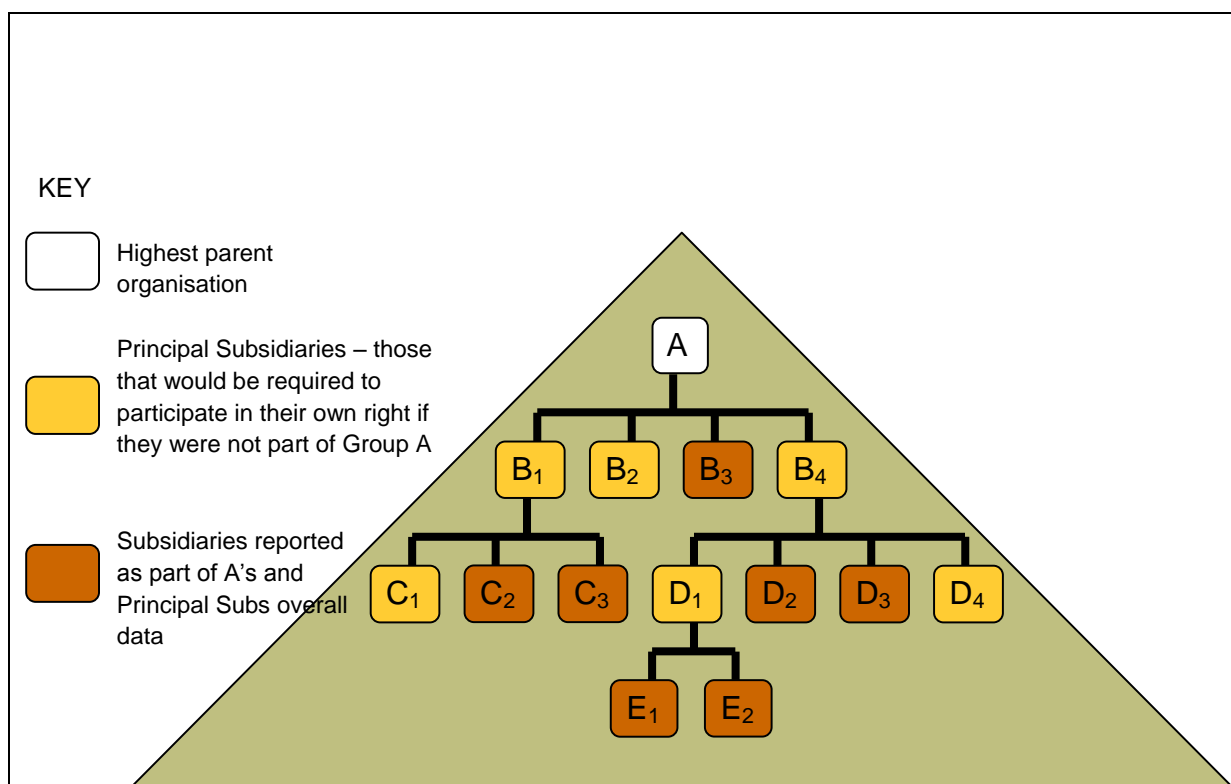 KEY
Highest parent
organisation
Principal Subsidiaries – those
that would be required to
participate in their own right if
they were not part of Group A
Subsidiaries reported
as part of A’s and
Principal Subs overall
data
A
B₁ B₂ B₃ B₄
C₁ C₂ C₃ D₁ D₂ D₃ D₄
E₁ E₂